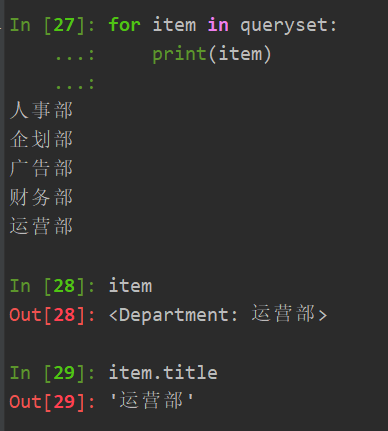 In [27]: for item in queryset:
    ...:     print(item)
    ...:
人事部
企划部
广告部
财务部
运营部
In [28]: item
Out[28]: <Department: 运营部>
In [29]: item.title
Out[29]: '运营部'